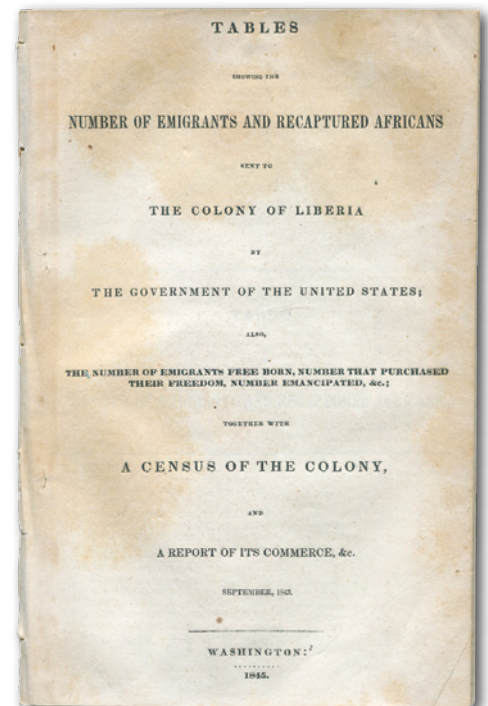 TABLES
SHOWING THE
NUMBER OF EMIGRANTS AND RECAPTURED AFRICANS
SENT TO
THE COLONY OF LIBERIA
BY
THE GOVERNMENT OF THE UNITED STATES;
ALSO,
THE NUMBER OF EMIGRANTS FREE BORN, NUMBER THAT PURCHASED
THEIR FREEDOM, NUMBER EMANCIPATED, &c.;
TOGETHER WITH
A CENSUS OF THE COLONY,
AND
A REPORT OF ITS COMMERCE, &c.
SEPTEMBER, 1843.
WASHINGTON:
1845.